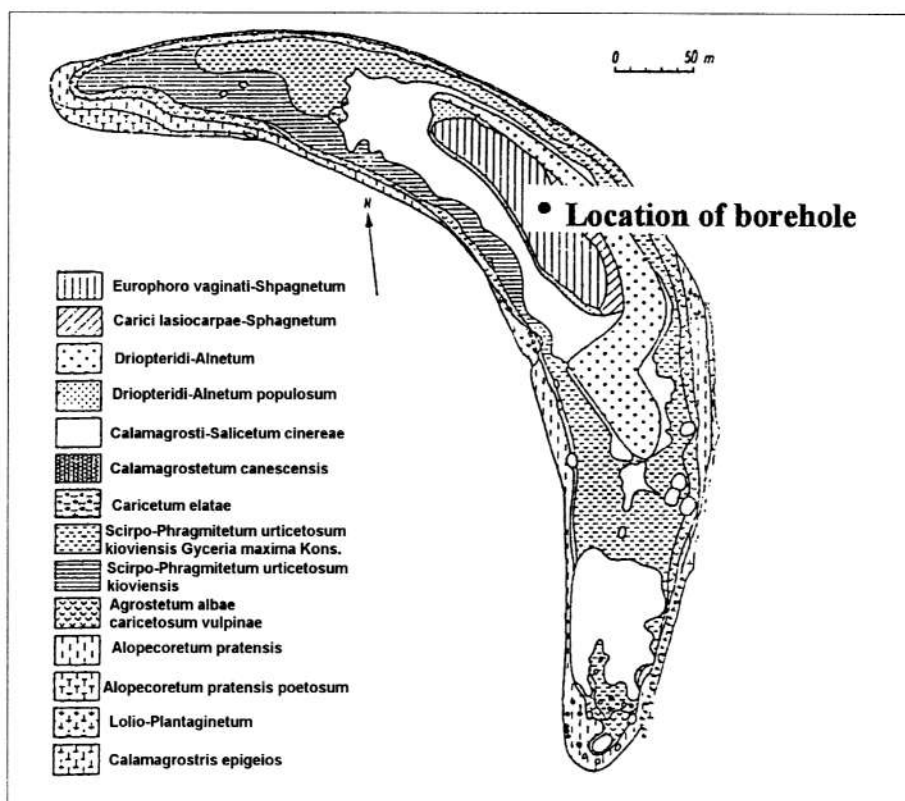 0 50 m
N
• Location of borehole
Europhoro vaginati-Shpagnetum
Carici lasiocarpae-Sphagnetum
Driopteridi-Alnetum
Driopteridi-Alnetum populosum
Calamagrosti-Salicetum cinereae
Calamagrostetum canescensis
Caricetum elatae
Scirpo-Phragmitetum urticetosum
kioviensis Gyceria maxima Kons.
Scirpo-Phragmitetum urticetosum
kioviensis
Agrostetum albae
caricetosum vulpinae
Alopecoretum pratensis
Alopecoretum pratensis poetosum
Lolio-Plantaginetum
Calamagrostris epigeios